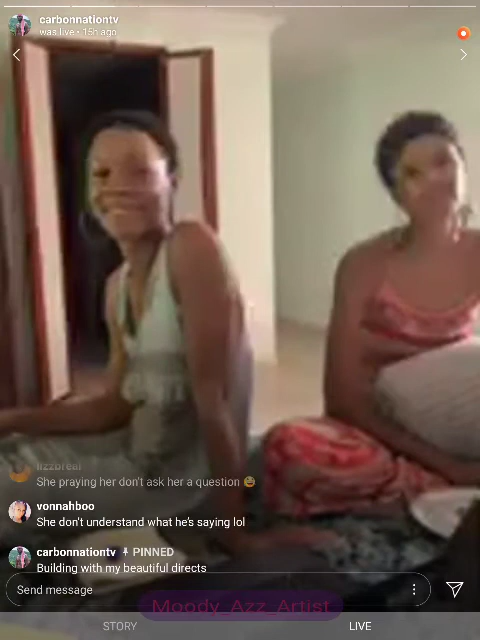 carbonnationtv
was live • 15h ago
lizzbreal
She praying her don't ask her a question 😅
vonnahboo
She don't understand what he's saying lol
carbonnationtv PINNED
Building with my beautiful directs
Send message
Moody_Azz_Artist
STORY LIVE